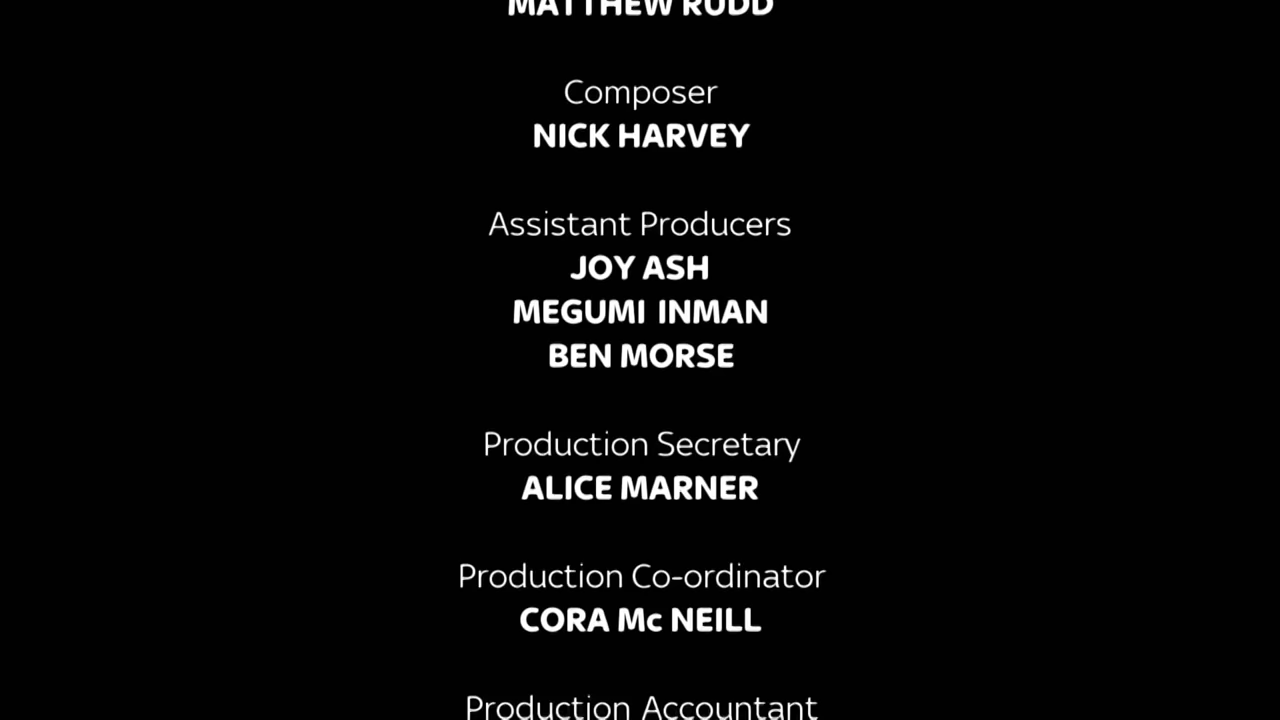 MATTHEW RUDD
Composer
NICK HARVEY
Assistant Producers
JOY ASH
MEGUMI INMAN
BEN MORSE
Production Secretary
ALICE MARNER
Production Co-ordinator
CORA Mc NEILL
Production Accountant